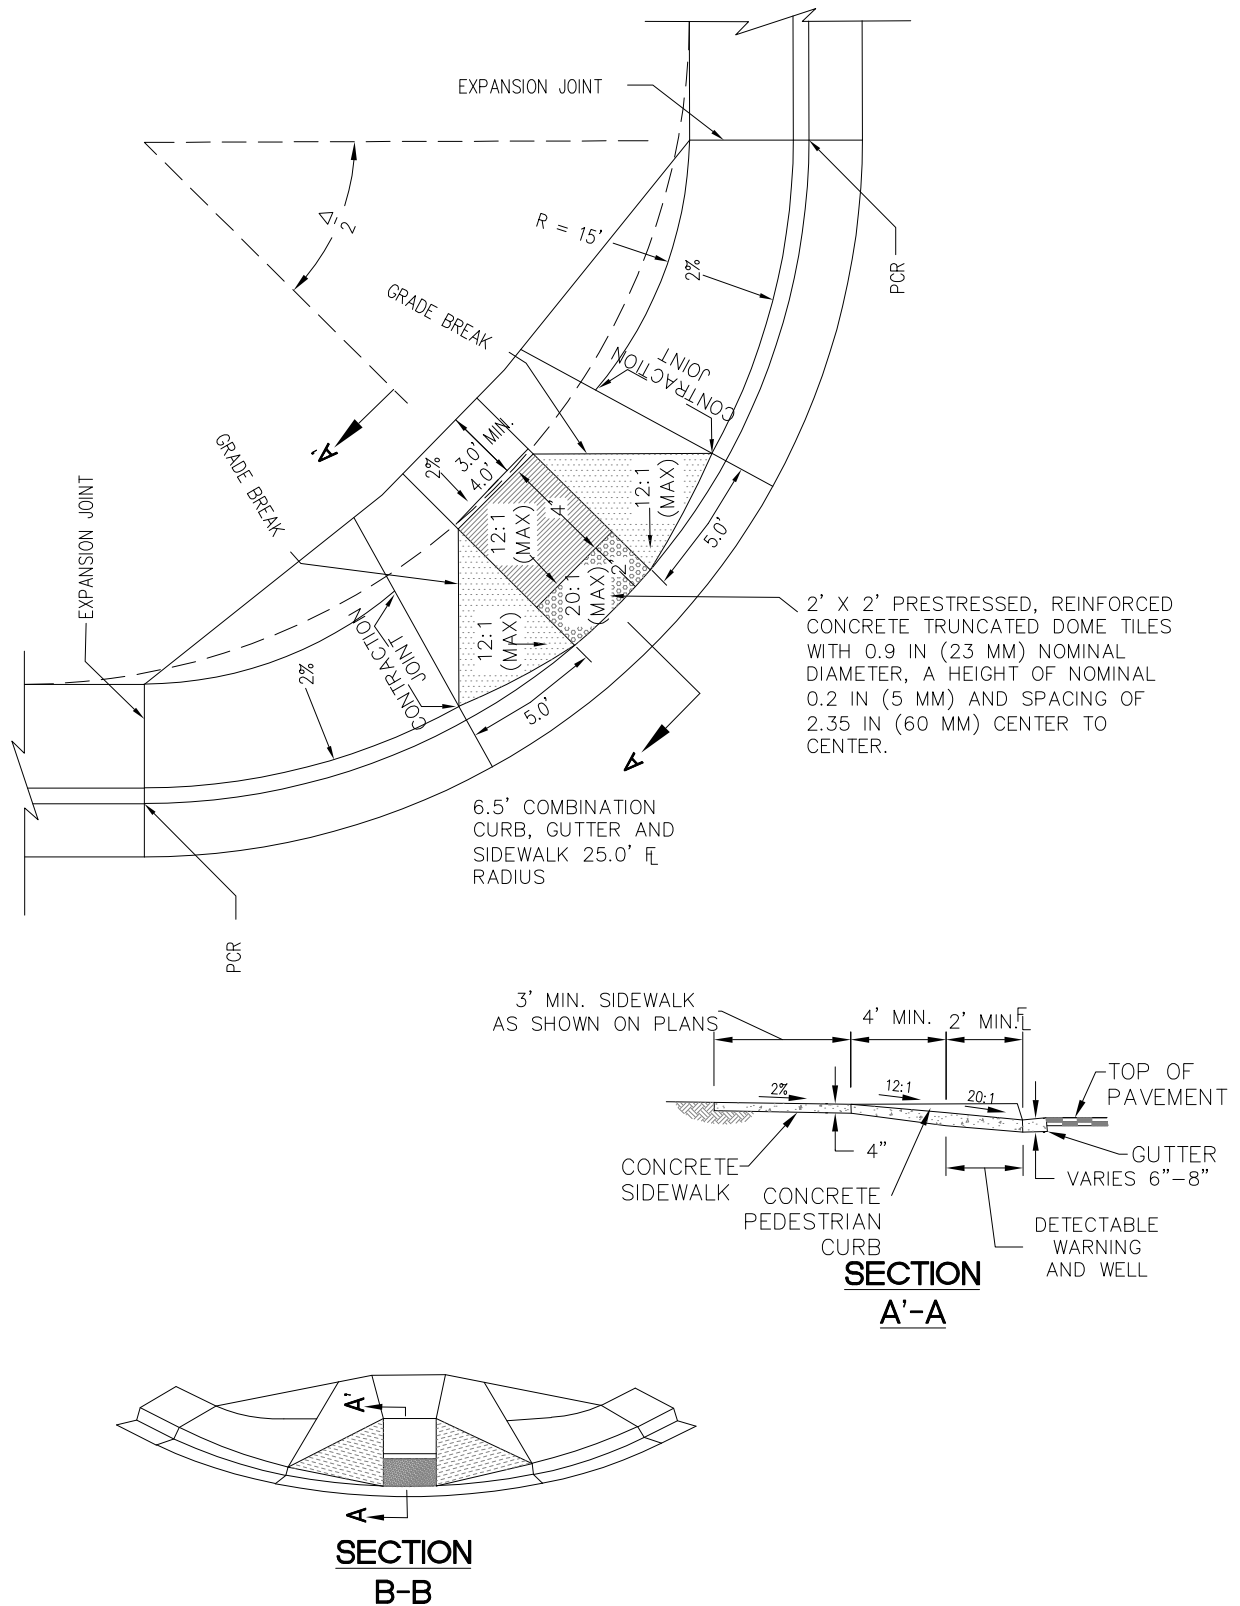 EXPANSION JOINT
Δ
2
R = 15'
2%
PCR
GRADE BREAK
CONTRACTION
JOINT
A'
GRADE BREAK
2%
3.0' MIN.
4.0'
4'
12:1
(MAX)
12:1
(MAX)
20:1
(MAX)
2'
5.0'
EXPANSION JOINT
CONTRACTION
JOINT
12:1
(MAX)
2%
5.0'
A
2' X 2' PRESTRESSED, REINFORCED
CONCRETE TRUNCATED DOME TILES
WITH 0.9 IN (23 MM) NOMINAL
DIAMETER, A HEIGHT OF NOMINAL
0.2 IN (5 MM) AND SPACING OF
2.35 IN (60 MM) CENTER TO
CENTER.
6.5' COMBINATION
CURB, GUTTER AND
SIDEWALK 25.0' FL
RADIUS
PCR
3' MIN. SIDEWALK
AS SHOWN ON PLANS
4' MIN.
2' MIN.
FL
2%
12:1
20:1
TOP OF
PAVEMENT
4"
GUTTER
VARIES 6"-8"
CONCRETE
SIDEWALK
CONCRETE
PEDESTRIAN
CURB
DETECTABLE
WARNING
AND WELL
SECTION
A'-A
A'
A
SECTION
B-B